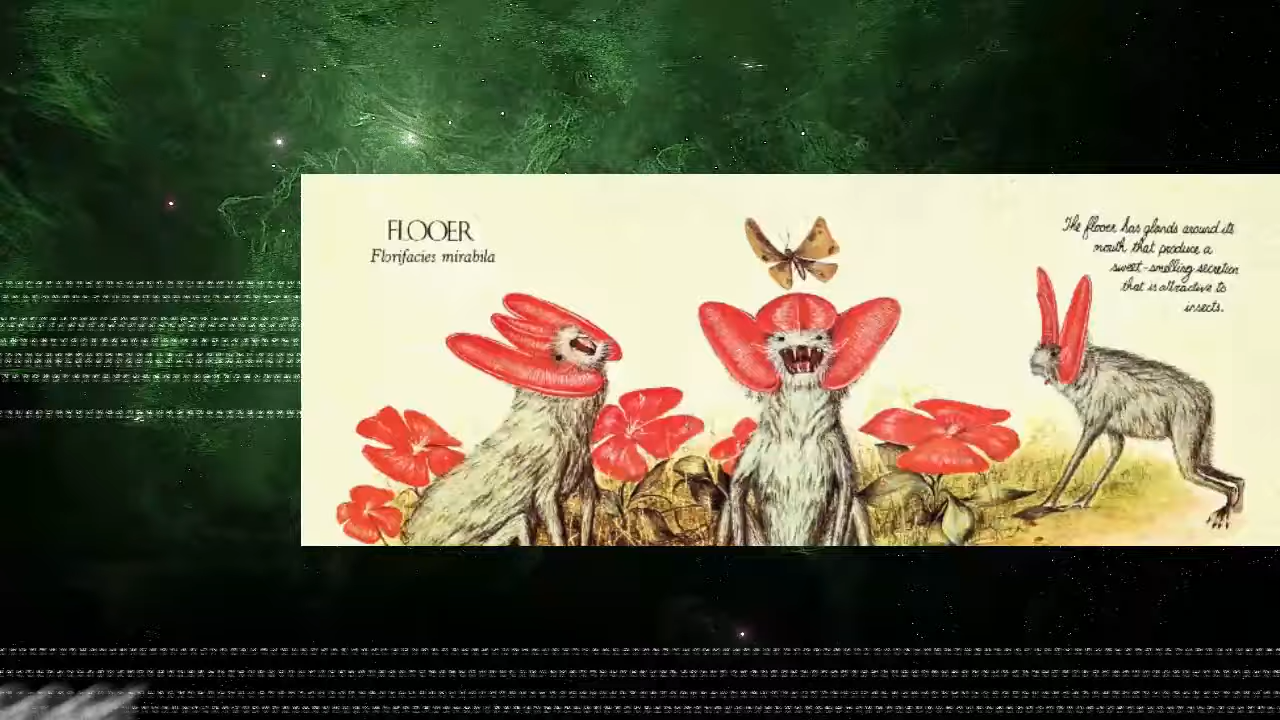 FLOOER
Florifacies mirabila
The flooer has glands around its
mouth that produce a
sweet-smelling secretion
that is attractive to
insects.